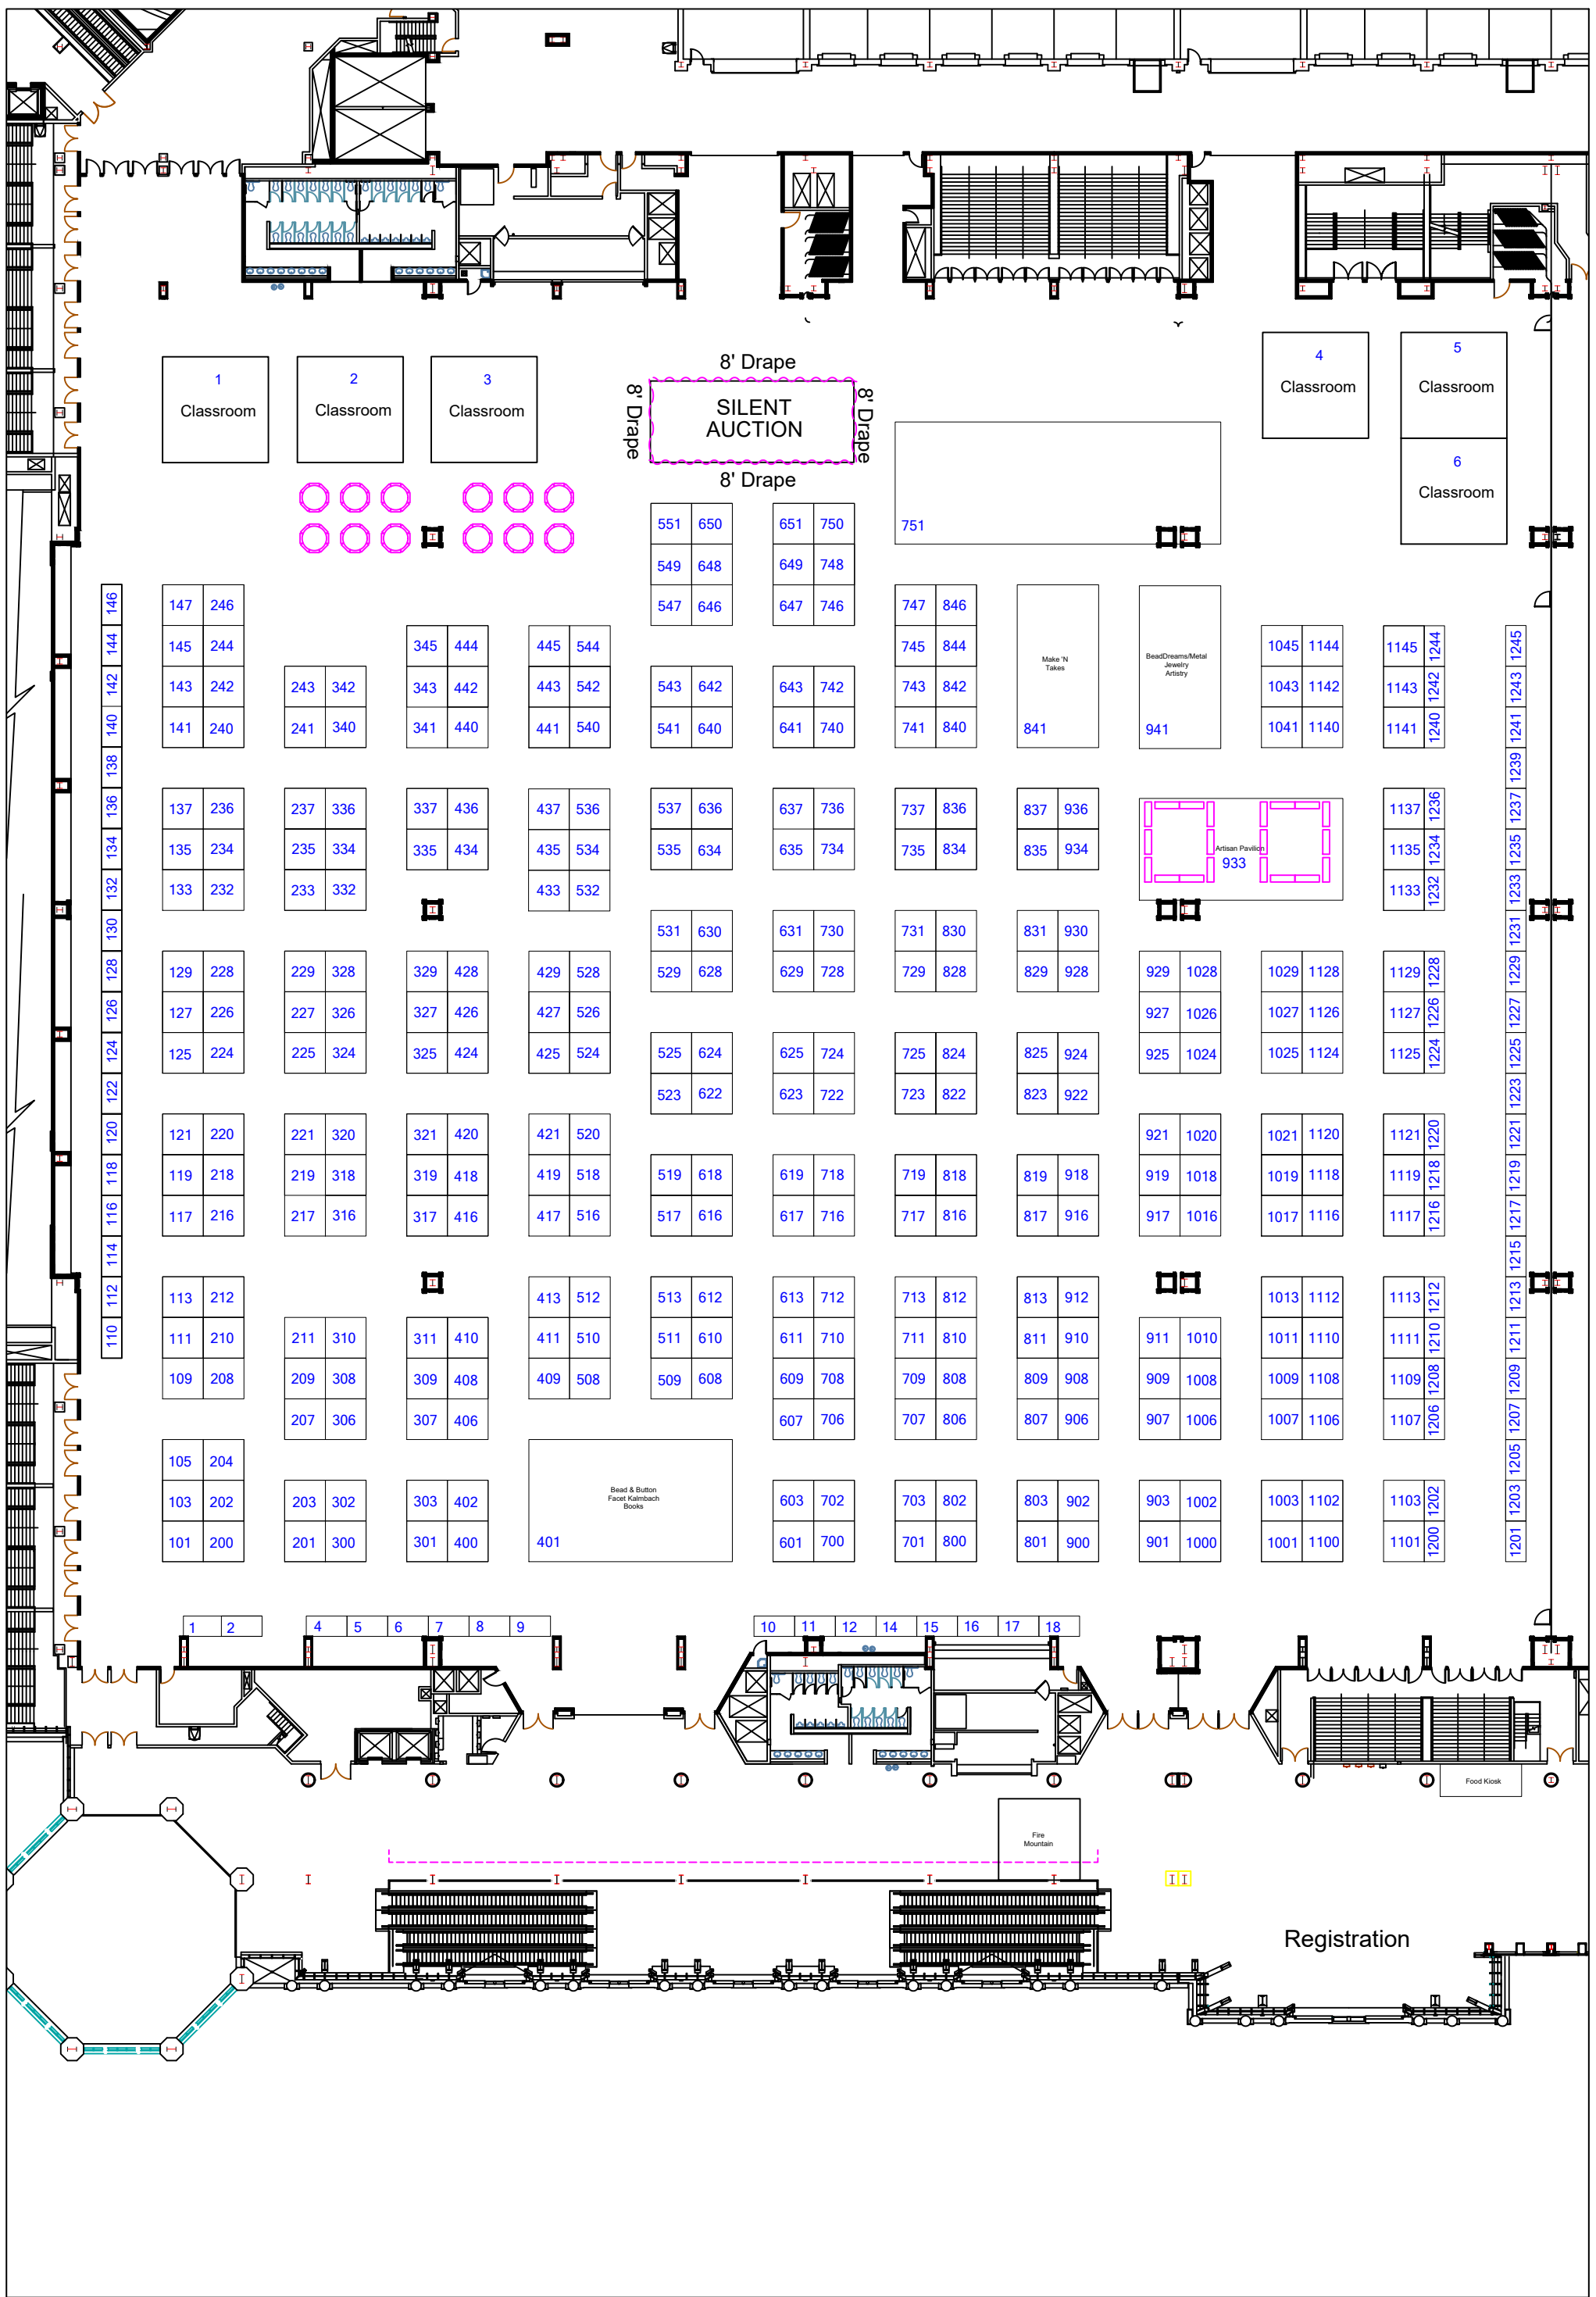 8' Drape
1
2
3
4
5
8' Drape
SILENT
8' Drape
Classroom
Classroom
Classroom
Classroom
Classroom
AUCTION
6
8' Drape
Classroom
551 650 651 750 751
549 648 649 748
146 147 246 547 646 647 746 747 846
144 145 244 345 444 445 544 745 844 1045 1144 1145 1244 1245
Make 'N
Takes
BeadDreams/Metal
Jewelry
Artistry
142 143 242 243 342 343 442 443 542 543 642 643 742 743 842 1043 1142 1143 1242 1243
140 141 240 241 340 341 440 441 540 541 640 641 740 741 840 841 941 1041 1140 1141 1240 1241
138 1239
136 137 236 237 336 337 436 437 536 537 636 637 736 737 836 837 936 1137 1236 1237
134 135 234 235 334 335 434 435 534 535 634 635 734 735 834 835 934 Artisan Pavilion 1135 1234 1235
933
132 133 232 233 332 433 532 1133 1232 1233
130 531 630 631 730 731 830 831 930 1231
128 129 228 229 328 329 428 429 528 529 628 629 728 729 828 829 928 929 1028 1029 1128 1129 1228 1229
126 127 226 227 326 327 426 427 526 927 1026 1027 1126 1127 1226 1227
124 125 224 225 324 325 424 425 524 525 624 625 724 725 824 825 924 925 1024 1025 1124 1125 1224 1225
122 523 622 623 722 723 822 823 922 1223
120 121 220 221 320 321 420 421 520 921 1020 1021 1120 1121 1220 1221
118 119 218 219 318 319 418 419 518 519 618 619 718 719 818 819 918 919 1018 1019 1118 1119 1218 1219
116 117 216 217 316 317 416 417 516 517 616 617 716 717 816 817 916 917 1016 1017 1116 1117 1216 1217
114 1215
112 113 212 413 512 513 612 613 712 713 812 813 912 1013 1112 1113 1212 1213
110 111 210 211 310 311 410 411 510 511 610 611 710 711 810 811 910 911 1010 1011 1110 1111 1210 1211
109 208 209 308 309 408 409 508 509 608 609 708 709 808 809 908 909 1008 1009 1108 1109 1208 1209
207 306 307 406 607 706 707 806 807 906 907 1006 1007 1106 1107 1206 1207
105 204 1205
Bead & Button
Facet Kalmbach
Books
103 202 203 302 303 402 603 702 703 802 803 902 903 1002 1003 1102 1103 1202 1203
101 200 201 300 301 400 401 601 700 701 800 801 900 901 1000 1001 1100 1101 1200 1201
1 2 4 5 6 7 8 9 10 11 12 14 15 16 17 18
Food Kiosk
Fire
Mountain
Registration